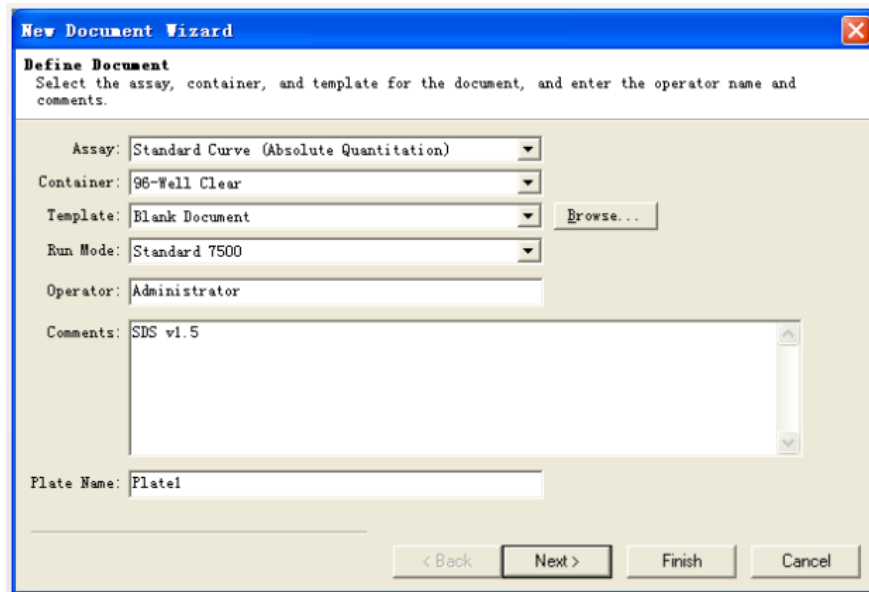 New Document Wizard
Define Document
Select the assay, container, and template for the document, and enter the operator name and
comments.
Assay: Standard Curve (Absolute Quantitation)
Container: 96-Well Clear
Template: Blank Document Browse...
Run Mode: Standard 7500
Operator: Administrator
Comments: SDS v1.5
Plate Name: Plate1
< Back Next > Finish Cancel